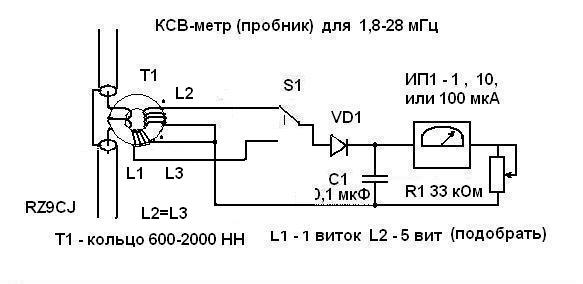 КСВ-метр (пробник) для 1,8-28 мГц
T1
L2
S1
VD1
ИП1 - 1 , 10,
или 100 мкА
L1 L3
C1
0,1 мкФ
R1 33 кОм
RZ9CJ
L2=L3
T1 - кольцо 600-2000 НН
L1 - 1 виток L2 - 5 вит (подобрать)